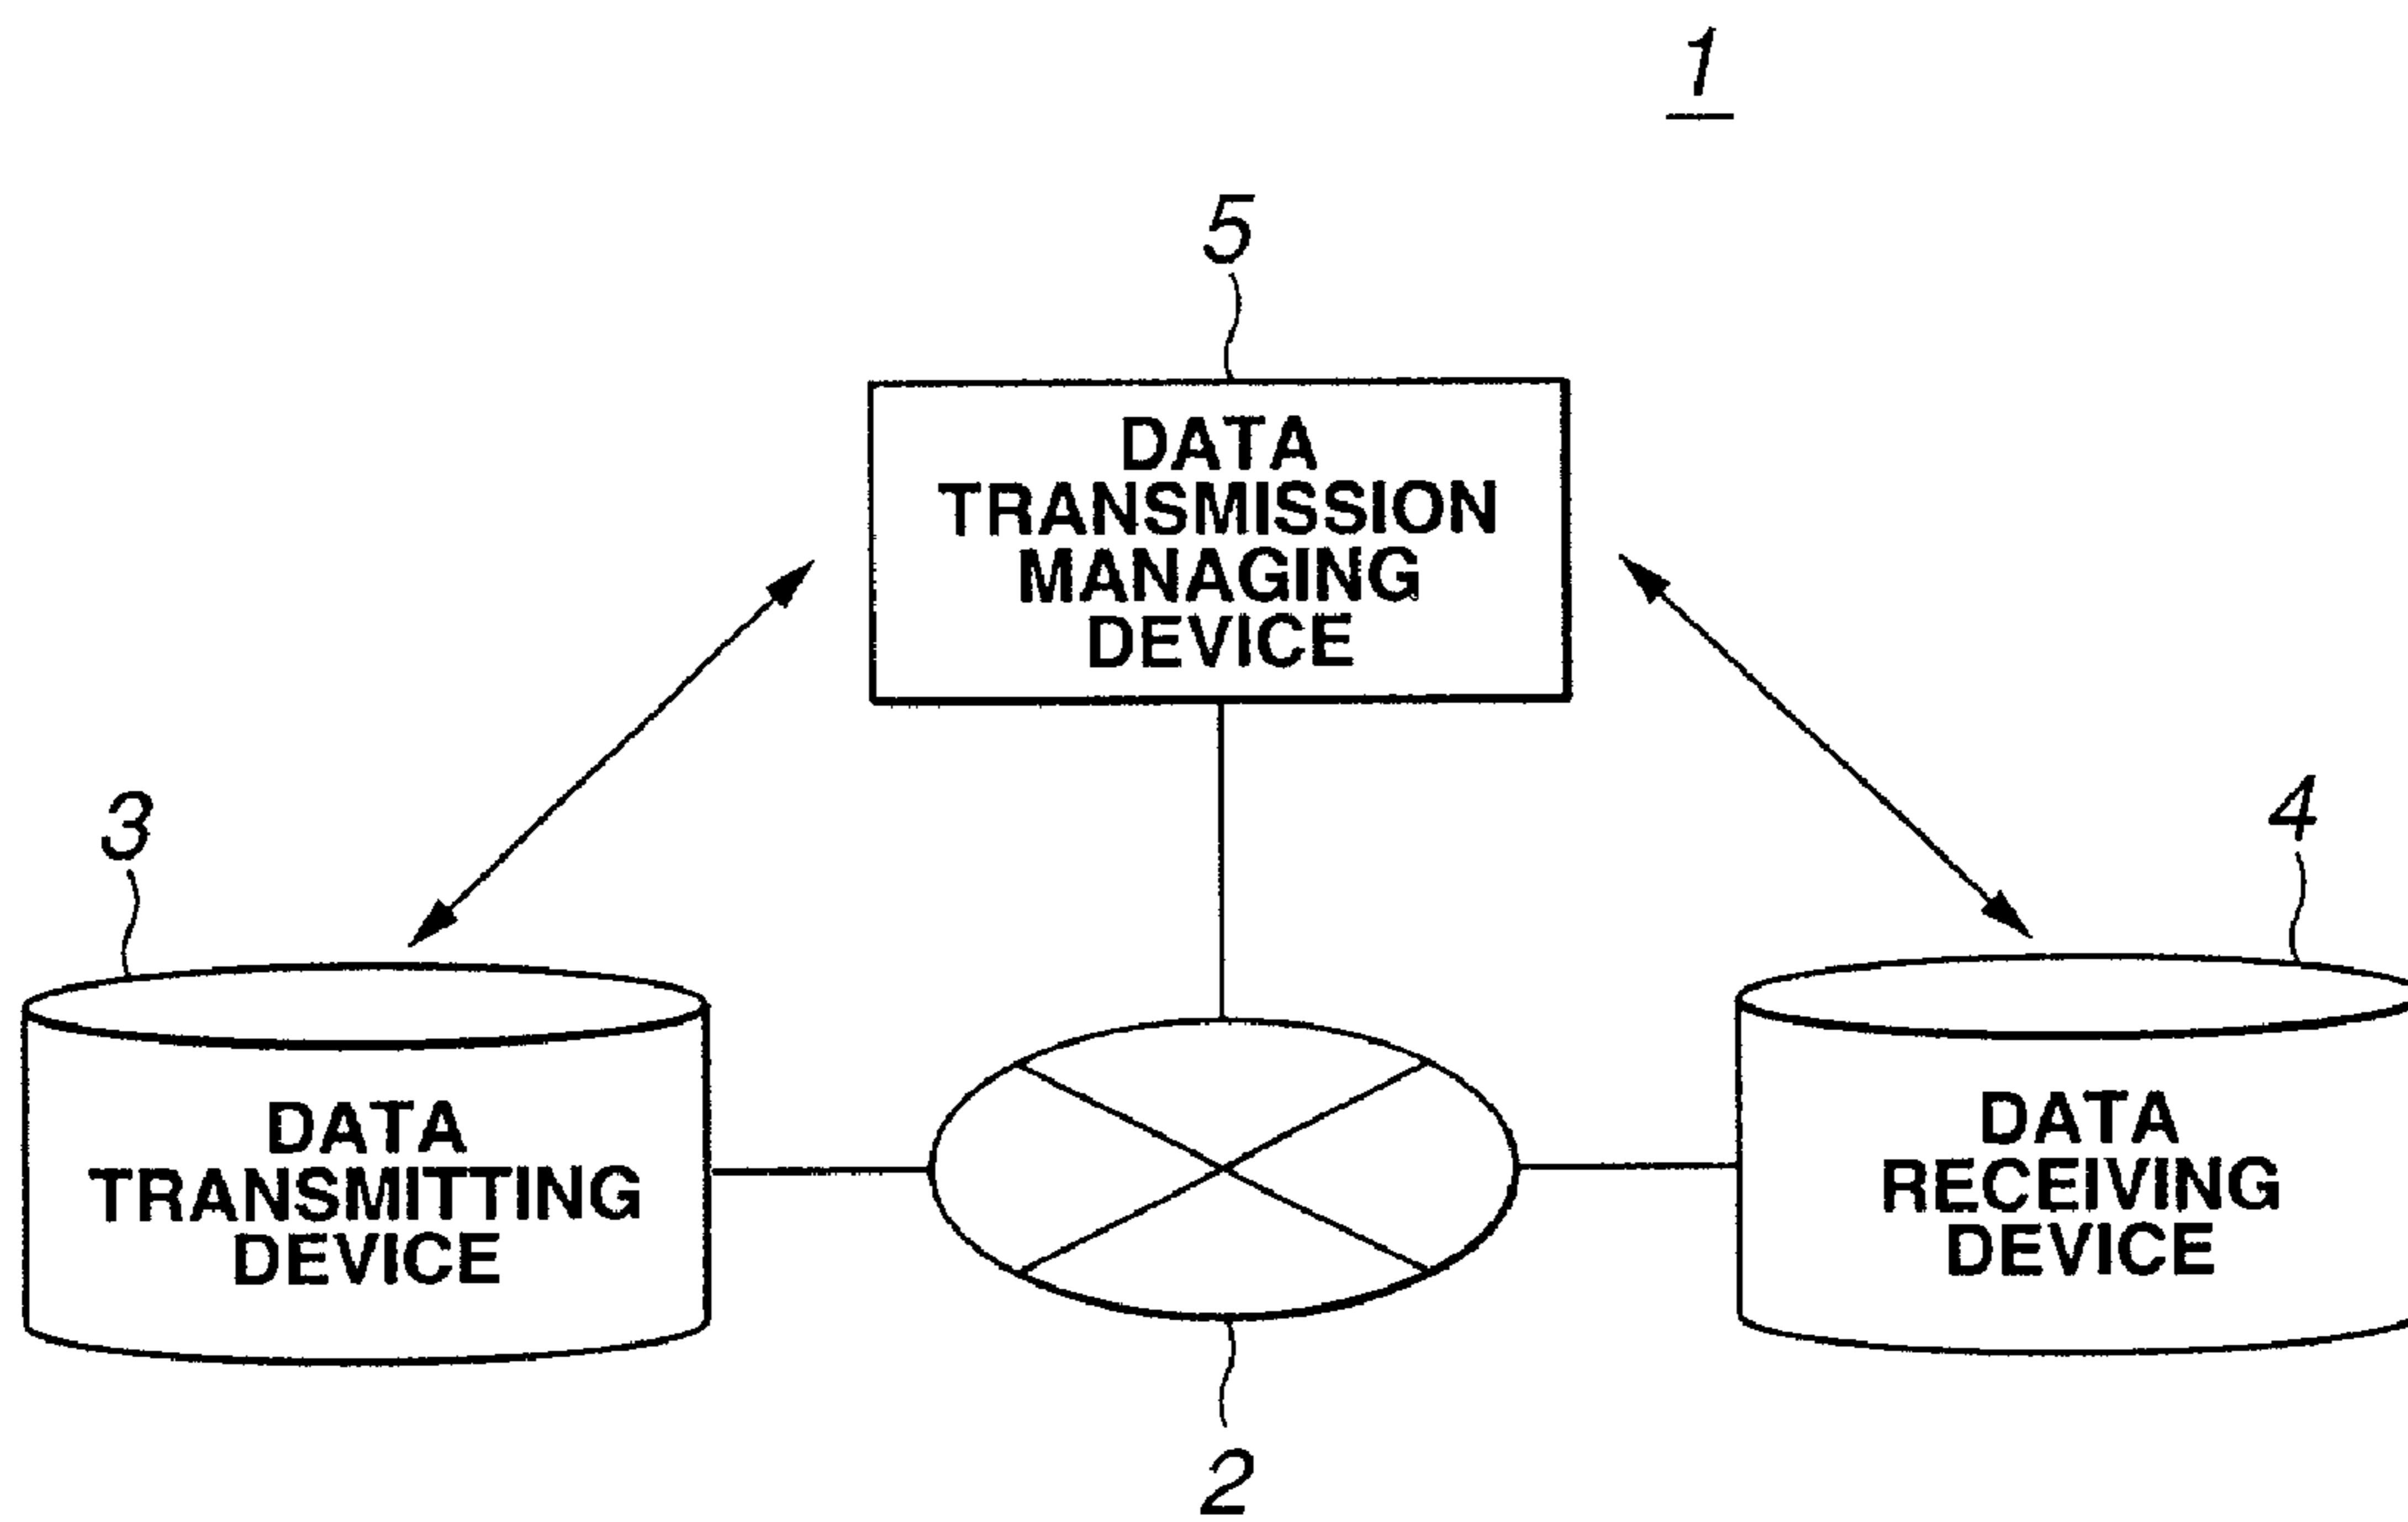 1
5
DATA
TRANSMISSION
MANAGING
DEVICE
3
4
DATA
TRANSMITTING
DEVICE
DATA
RECEIVING
DEVICE
2